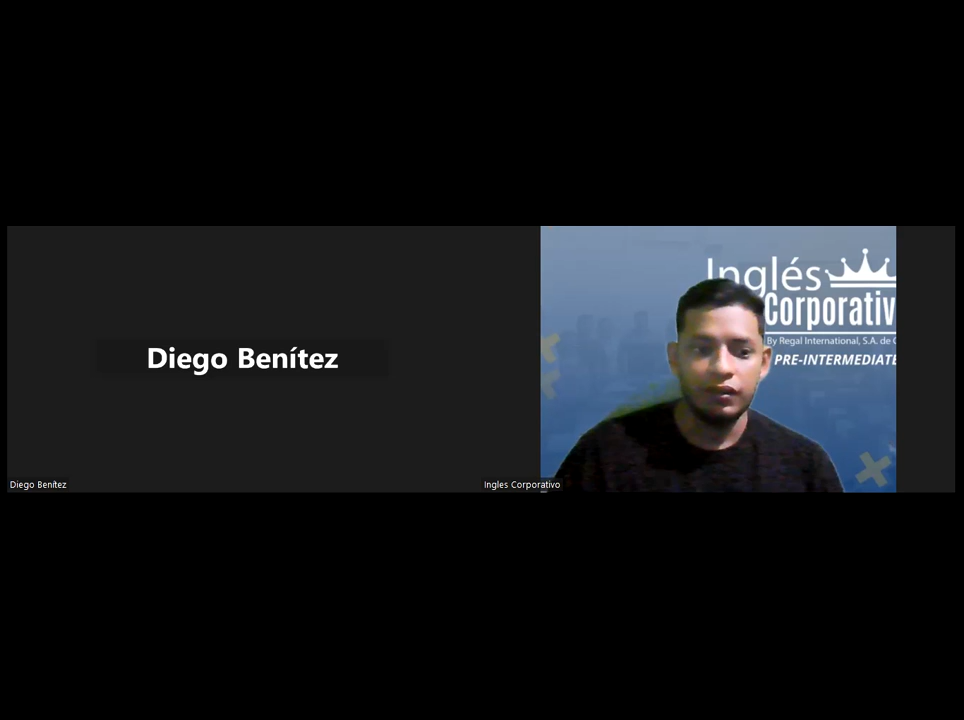 Diego Benítez
Diego Benítez
Inglés
Corporativ
By Regal International, S.A. de
PRE-INTERMEDIATE
Ingles Corporativo